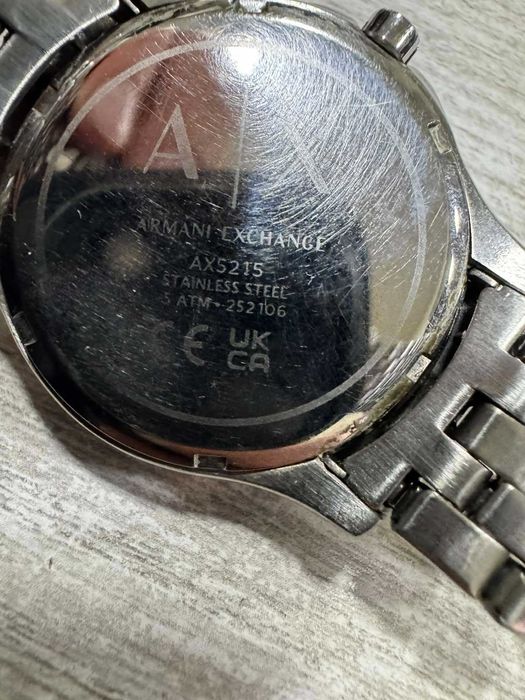 A|X
ARMANI EXCHANGE
AX5215
STAINLESS STEEL
5 ATM - 252106
CE UK
CA